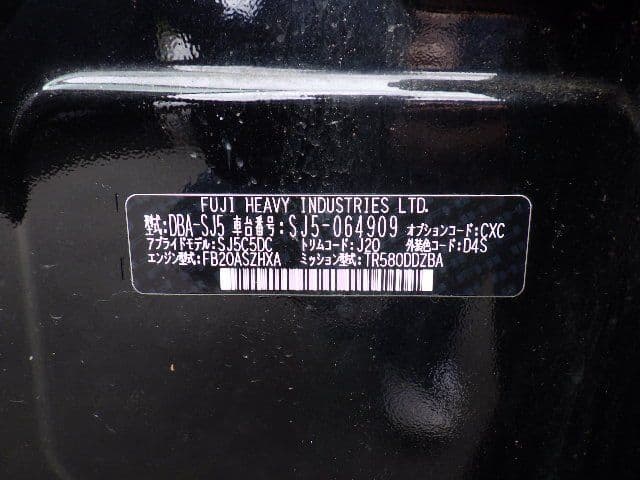 FUJI HEAVY INDUSTRIES LTD.
型式:DBA-SJ5 車台番号:SJ5-064909 オプションコード:CXC
アプライドモデル:SJ5C5DC トリムコード:J20 外装色コード:D4S
エンジン型式:FB20ASZHXA ミッション型式:TR580DDZBA